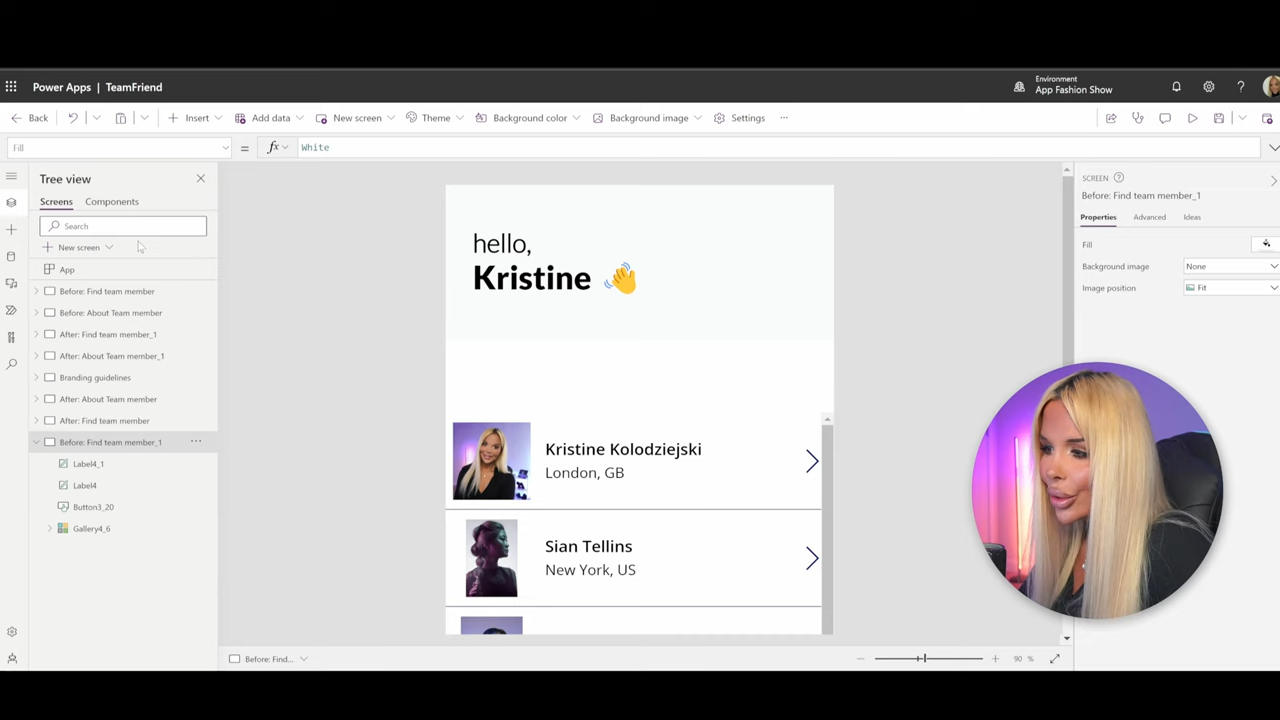 Power Apps | TeamFriend
Environment
App Fashion Show
Back
Insert
Add data
New screen
Theme
Background color
Background image
Settings
Fill
=
fx
White
Tree view
Screens
Components
Search
New screen
App
Before: Find team member
Before: About Team member
After: Find team member_1
After: About Team member_1
Branding guidelines
After: About Team member
After: Find team member
Before: Find team member_1
Label4_1
Label4
Button3_20
Gallery4_6
hello,
Kristine
Kristine Kolodziejski
London, GB
Sian Tellins
New York, US
SCREEN
Before: Find team member_1
Properties
Advanced
Ideas
Fill
Background image
None
Image position
Fit
Before: Find...
90 %